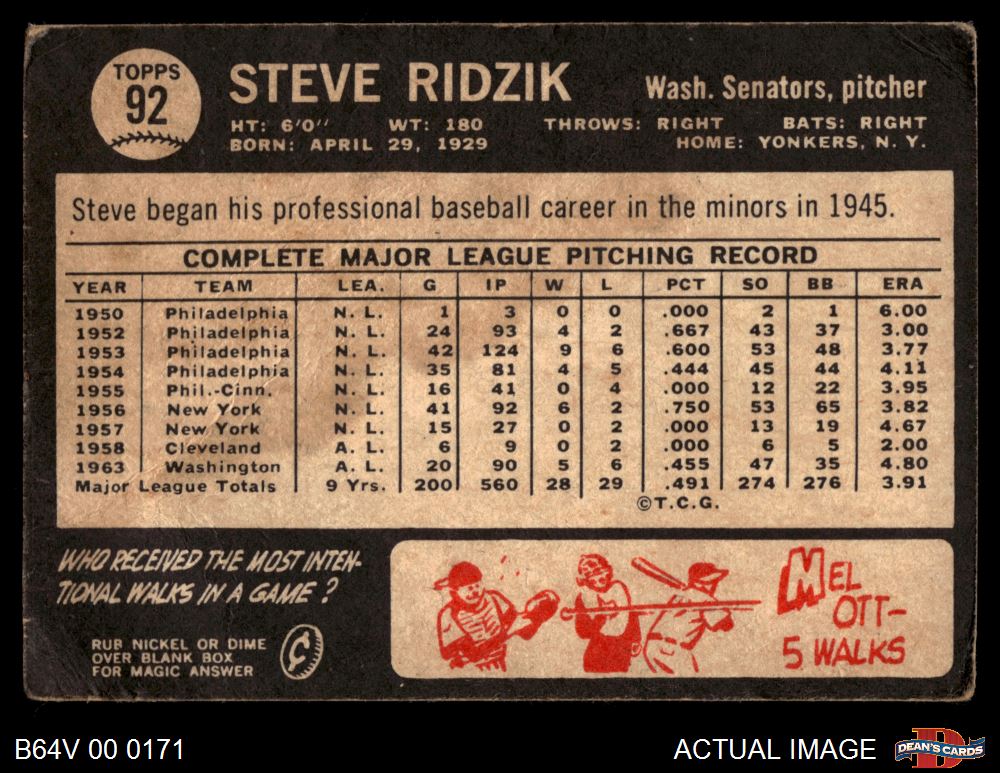 TOPPS
92
STEVE RIDZIK
Wash. Senators, pitcher
HT: 6'0" WT: 180 THROWS: RIGHT BATS: RIGHT
BORN: APRIL 29, 1929 HOME: YONKERS, N. Y.
Steve began his professional baseball career in the minors in 1945.
COMPLETE MAJOR LEAGUE PITCHING RECORD
YEAR TEAM LEA. G IP W L PCT SO BB ERA
1950 Philadelphia N. L. 1 3 0 0 .000 2 1 6.00
1952 Philadelphia N. L. 24 93 4 2 .667 43 37 3.00
1953 Philadelphia N. L. 42 124 9 6 .600 53 48 3.77
1954 Philadelphia N. L. 35 81 4 5 .444 45 44 4.11
1955 Phil.-Cinn. N. L. 16 41 0 4 .000 12 22 3.95
1956 New York N. L. 41 92 6 2 .750 53 65 3.82
1957 New York N. L. 15 27 0 2 .000 13 19 4.67
1958 Cleveland A. L. 6 9 0 2 .000 6 5 2.00
1963 Washington A. L. 20 90 5 6 .455 47 35 4.80
Major League Totals 9 Yrs. 200 560 28 29 .491 274 276 3.91
©T.C.G.
WHO RECEIVED THE MOST INTEN-
TIONAL WALKS IN A GAME?
RUB NICKEL OR DIME
OVER BLANK BOX
FOR MAGIC ANSWER
MEL
OTT-
5 WALKS
B64V 00 0171
ACTUAL IMAGE
DEAN'S CARDS